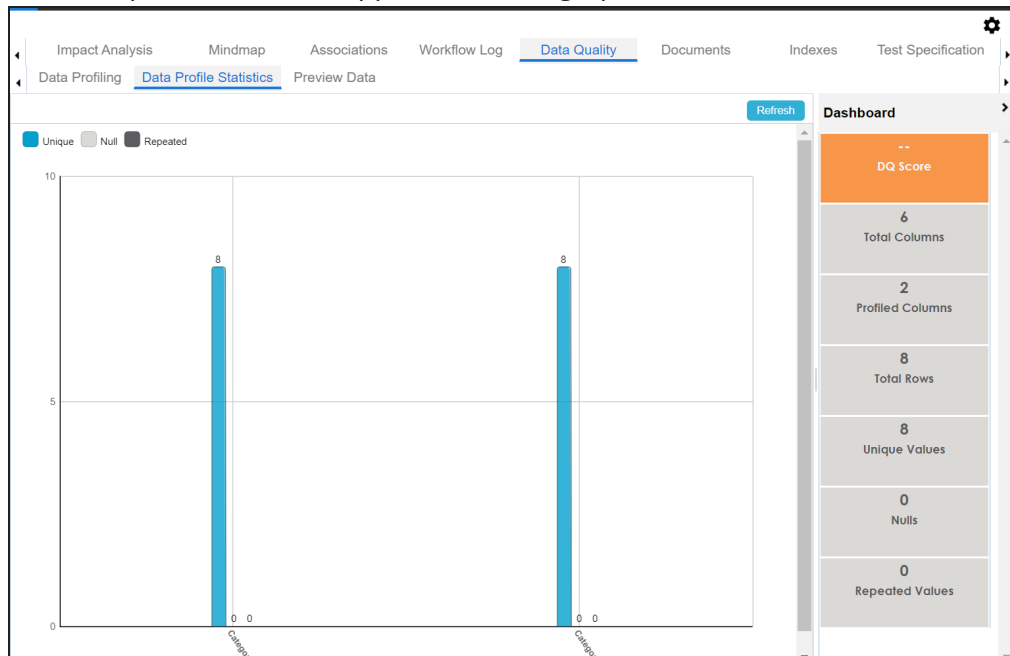 Impact Analysis Mindmap Associations Workflow Log Data Quality Documents Indexes Test Specification
Data Profiling Data Profile Statistics Preview Data
Refresh
Unique Null Repeated
10
8 8
5
0 0 0 0
0
Catego
Catego
Dashboard
--
DQ Score
6
Total Columns
2
Profiled Columns
8
Total Rows
8
Unique Values
0
Nulls
0
Repeated Values